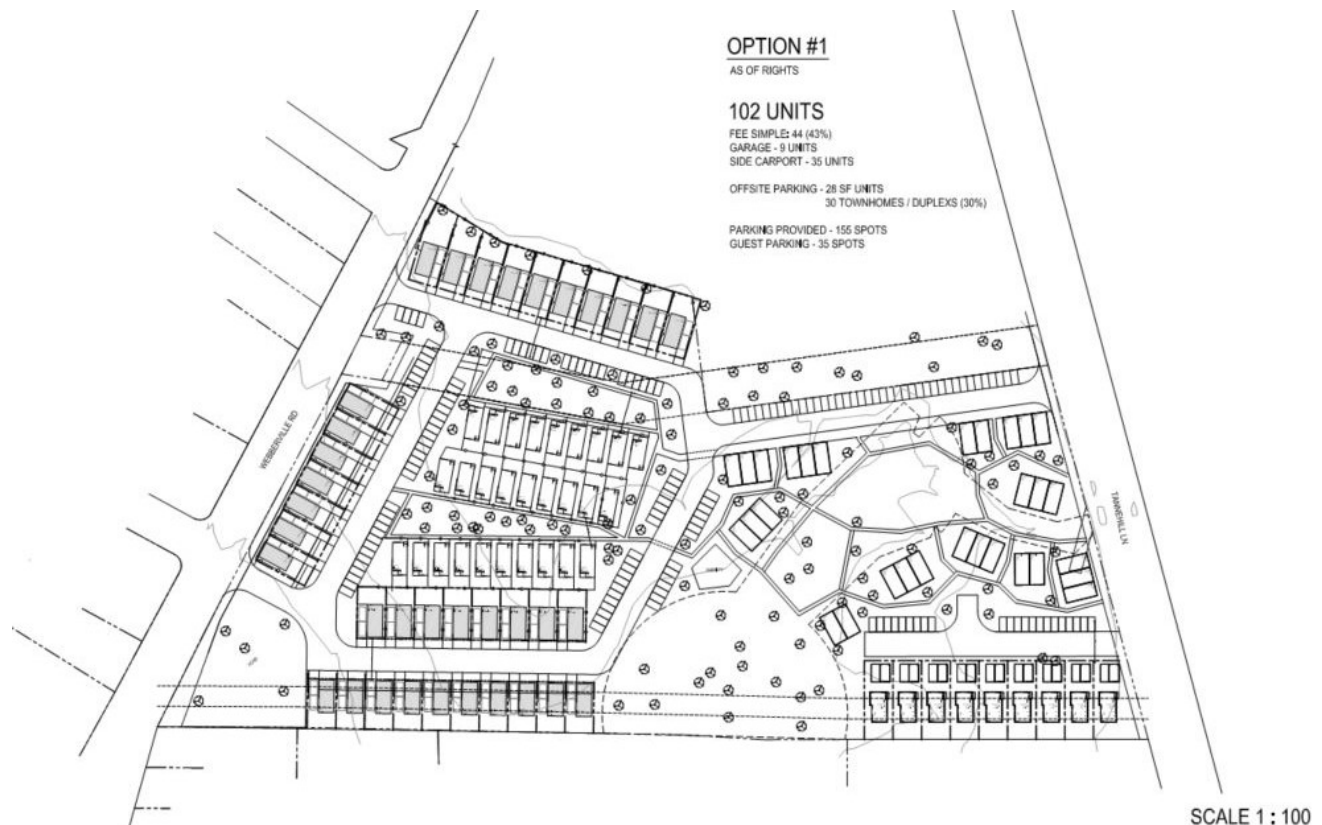 OPTION #1
AS OF RIGHTS
102 UNITS
FEE SIMPLE: 44 (43%)
GARAGE - 9 UNITS
SIDE CARPORT - 35 UNITS
OFFSITE PARKING - 28 SF UNITS
30 TOWNHOMES / DUPLEXS (30%)
PARKING PROVIDED - 155 SPOTS
GUEST PARKING - 35 SPOTS
WEBBERVILLE RD
TANNEHILL LN
SCALE 1 : 100